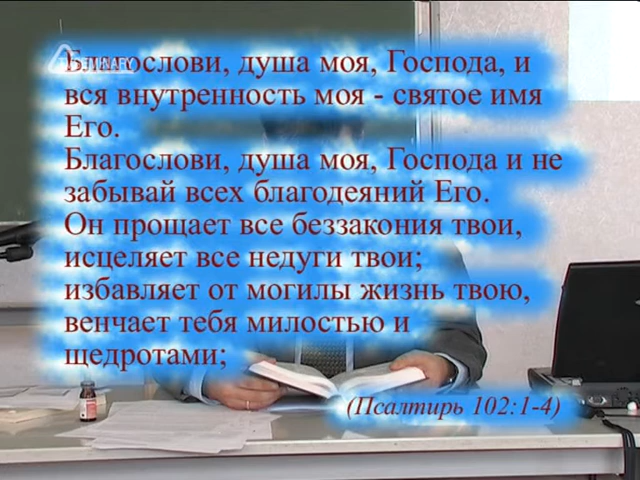 Благослови, душа моя, Господа, и
вся внутренность моя - святое имя
Его.
Благослови, душа моя, Господа и не
забывай всех благодеяний Его.
Он прощает все беззакония твои,
исцеляет все недуги твои;
избавляет от могилы жизнь твою,
венчает тебя милостью и
щедротами;
(Псалтирь 102:1-4)